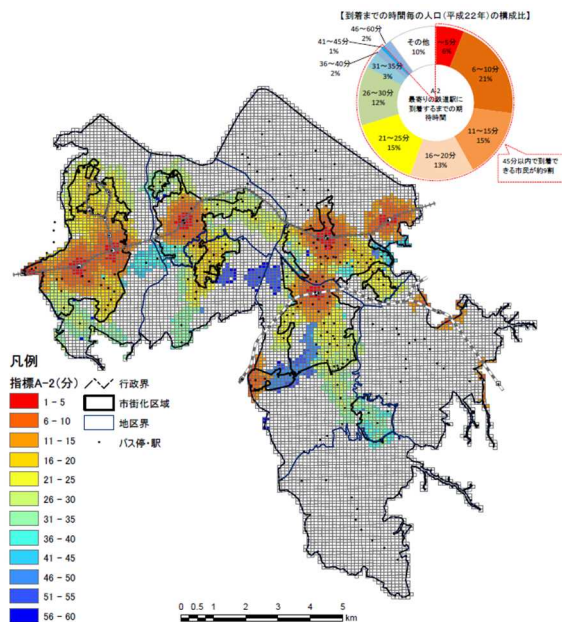 【到着までの時間毎の人口(平成22年)の構成比】
46~60分
2%
41~45分
1%
36~40分
2%
その他
10%
~5分
6~10分
21%
31~35分
3%
26~30分
12%
A-2
最寄りの鉄道駅に
到着するまでの期
待時間
11~15分
15%
21~25分
15%
16~20分
13%
45分以内で到着で
きる市民が約9割
凡例
指標A-2(分)
1 - 5
6 - 10
11 - 15
16 - 20
21 - 25
26 - 30
31 - 35
36 - 40
41 - 45
46 - 50
51 - 55
56 - 60
行政界
市街化区域
地区界
バス停・駅
0 0.5 1 2 3 4 5
km